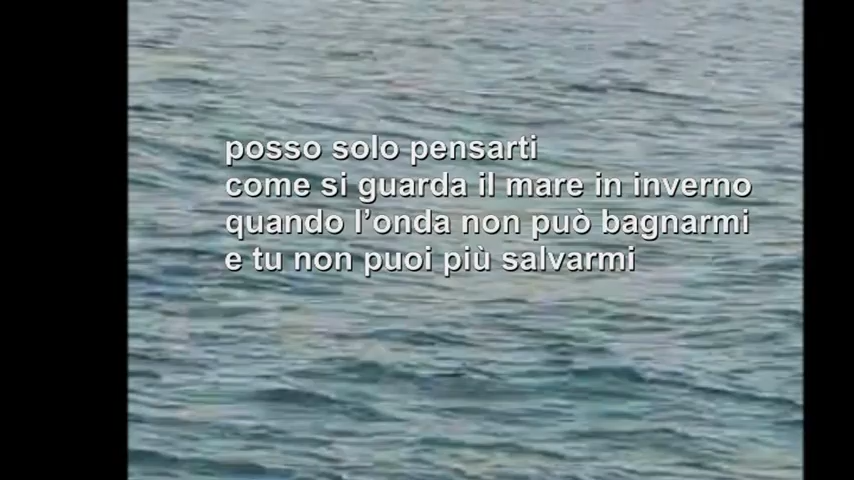 posso solo pensarti
come si guarda il mare in inverno
quando l’onda non può bagnarmi
e tu non puoi più salvarmi